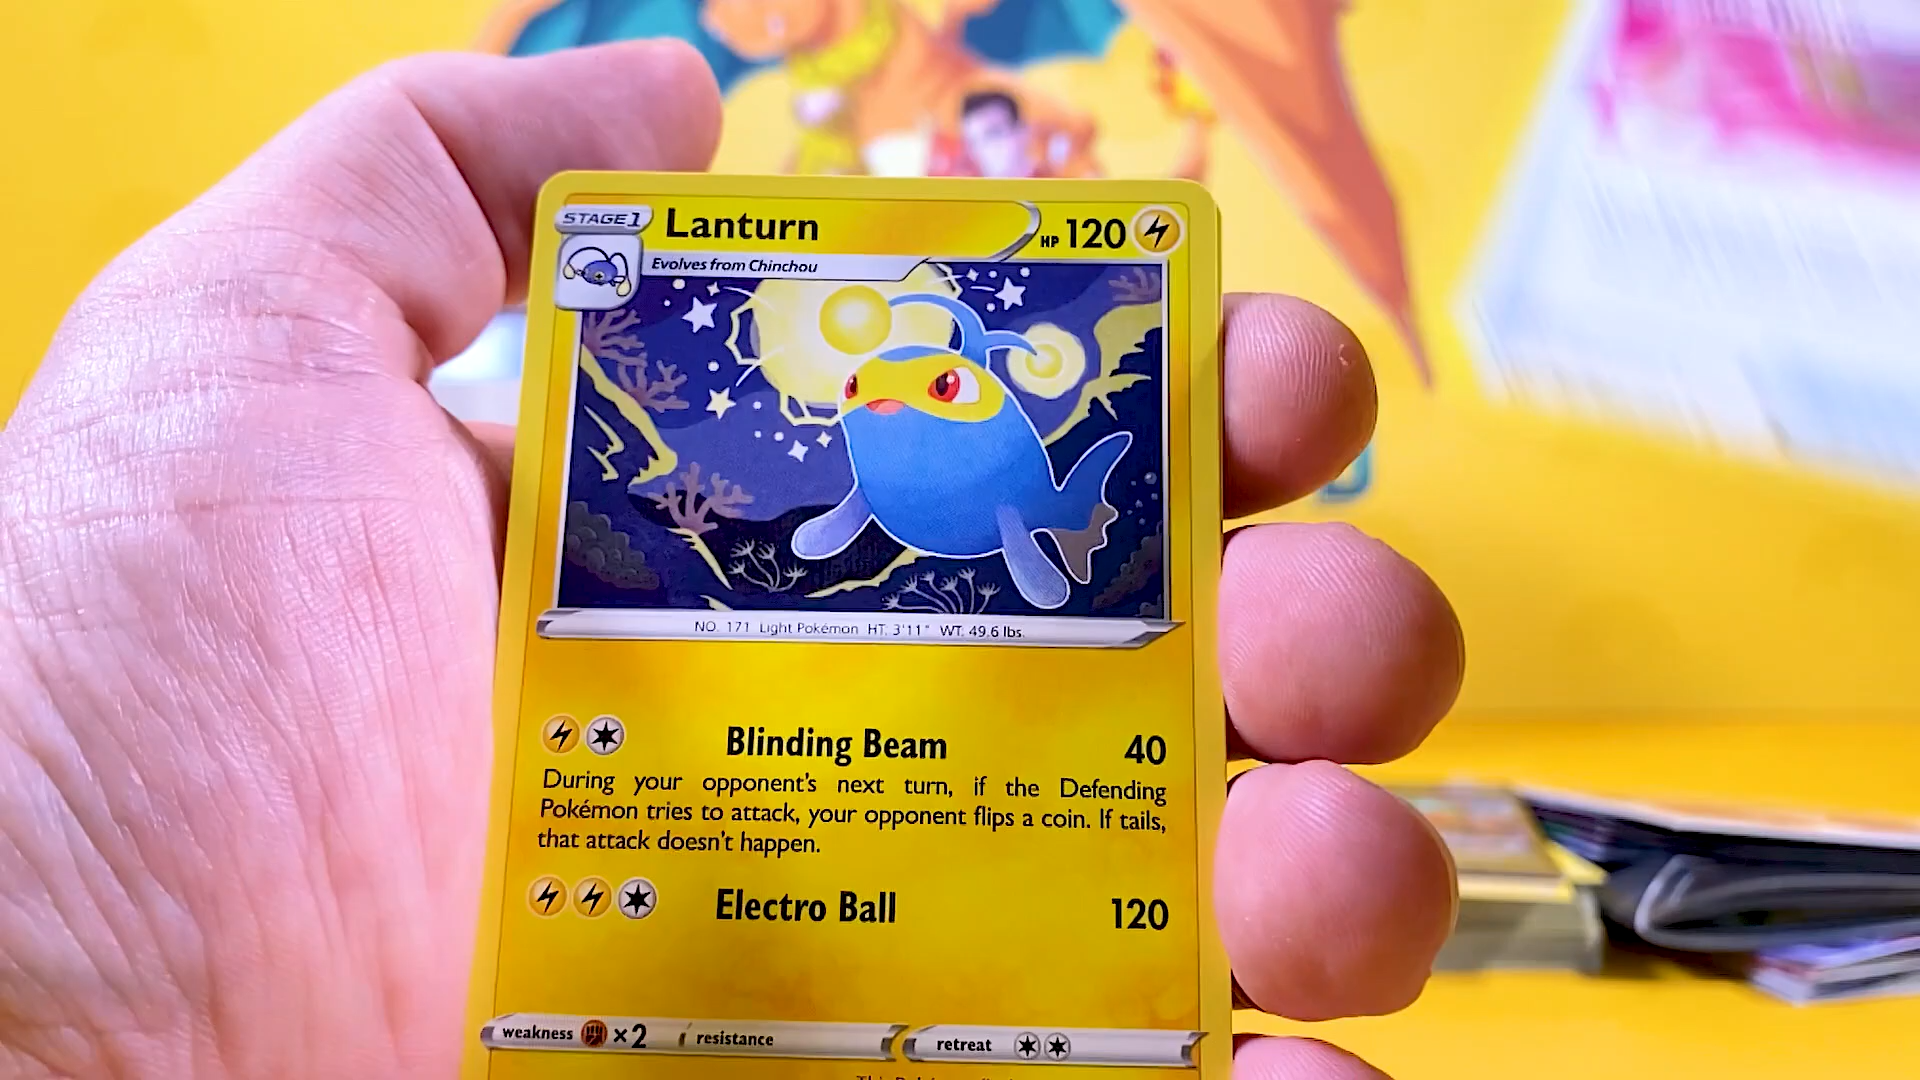 STAGE 1 Lanturn HP 120
Evolves from Chinchou
NO. 171 Light Pokémon HT. 3'11" WT. 49.6 lbs.
Blinding Beam 40
During your opponent's next turn, if the Defending
Pokémon tries to attack, your opponent flips a coin. If tails,
that attack doesn't happen.
Electro Ball 120
weakness ×2 resistance retreat